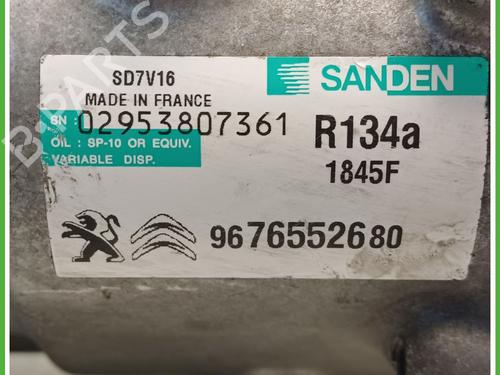 SD7V16
SANDEN
MADE IN FRANCE
SN: 02953807361
R134a
OIL : SP-10 OR EQUIV.
VARIABLE DISP.
1845F
9676552680